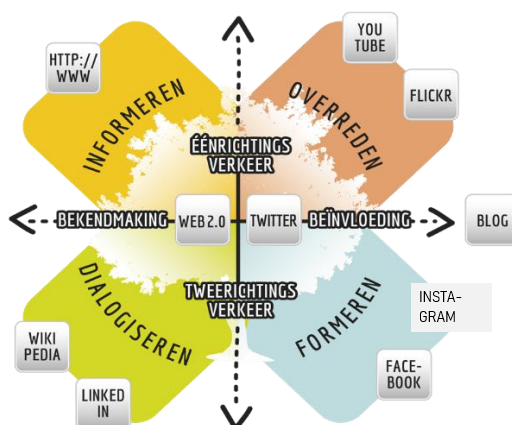 HTTP://
WWW
YOU
TUBE
FLICKR
INFORMEREN
OVERREDEN
ÉÉNRICHTINGS
VERKEER
BEKENDMAKING
WEB 2.0
TWITTER
BEÏNVLOEDING
BLOG
TWEERICHTINGS
VERKEER
DIALOGISEREN
FORMEREN
INSTA-
GRAM
WIKI
PEDIA
LINKED
IN
FACE-
BOOK